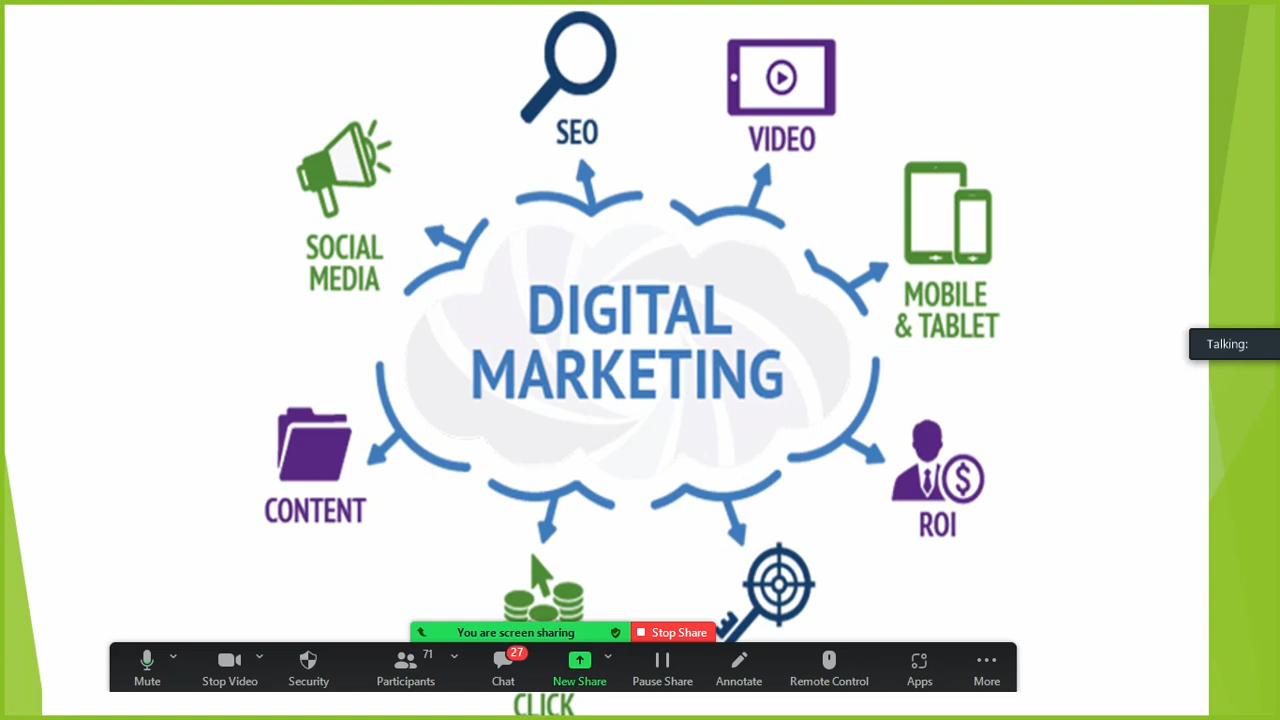 SEO
VIDEO
SOCIAL
MEDIA
MOBILE
& TABLET
DIGITAL
MARKETING
Talking:
CONTENT
ROI
$
You are screen sharing
Stop Share
Mute
Stop Video
Security
Participants
71
Chat
27
New Share
Pause Share
Annotate
Remote Control
Apps
More
CLICK